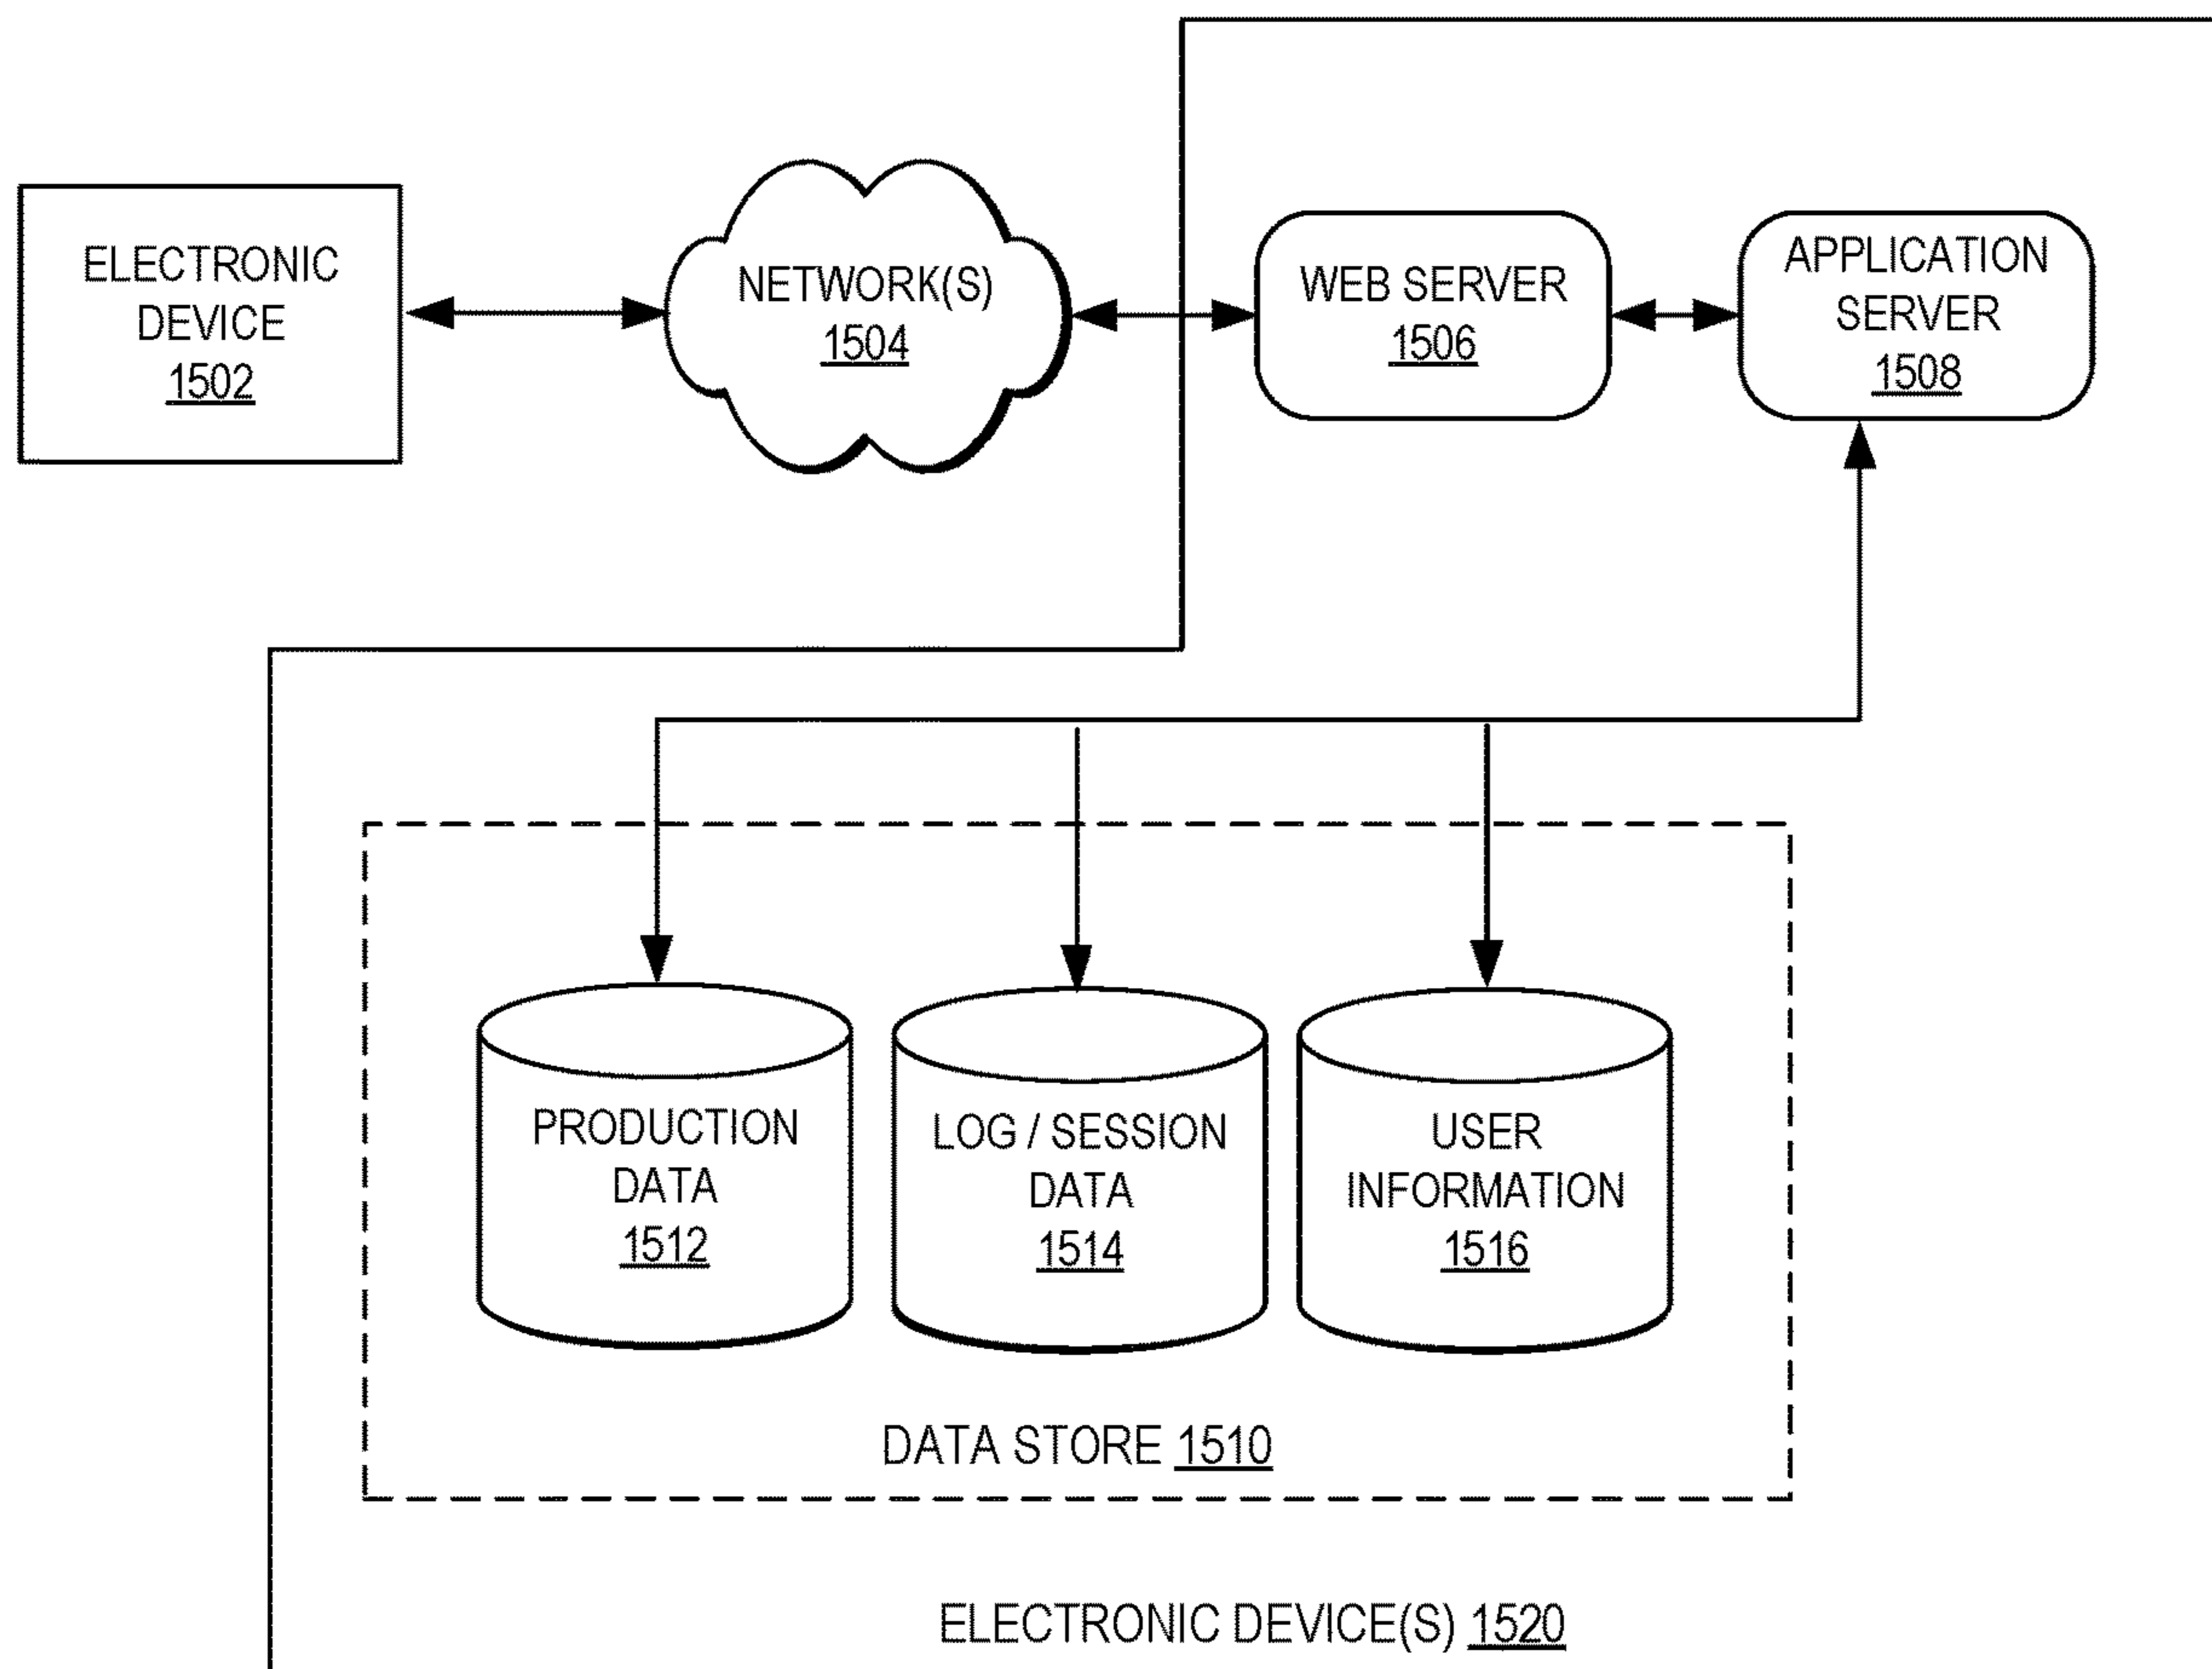 ELECTRONIC
DEVICE
1502
NETWORK(S)
1504
WEB SERVER
1506
APPLICATION
SERVER
1508
PRODUCTION
DATA
1512
LOG / SESSION
DATA
1514
USER
INFORMATION
1516
DATA STORE 1510
ELECTRONIC DEVICE(S) 1520